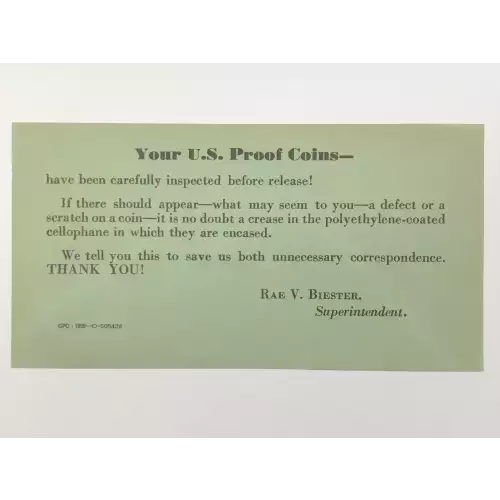 Your U.S. Proof Coins—
have been carefully inspected before release!
If there should appear—what may seem to you—a defect or a
scratch on a coin—it is no doubt a crease in the polyethylene-coated
cellophane in which they are encased.
We tell you this to save us both unnecessary correspondence.
THANK YOU!
Rae V. Biester,
Superintendent.
GPO